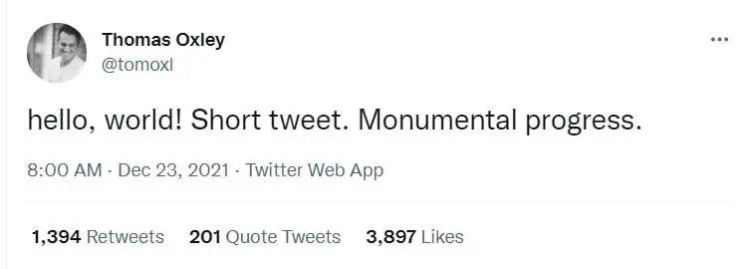 Thomas Oxley
@tomoxl
hello, world! Short tweet. Monumental progress.
8:00 AM · Dec 23, 2021 · Twitter Web App
1,394 Retweets 201 Quote Tweets 3,897 Likes